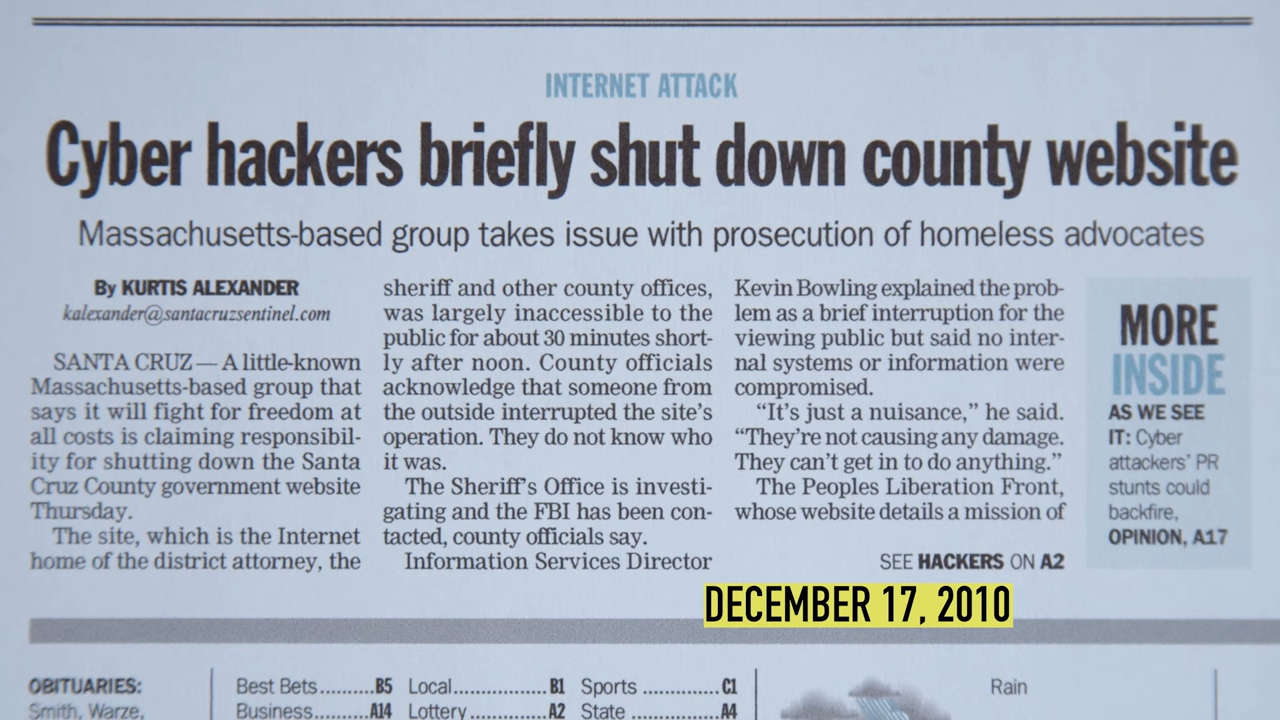 INTERNET ATTACK
Cyber hackers briefly shut down county website
Massachusetts-based group takes issue with prosecution of homeless advocates
By KURTIS ALEXANDER
kalexander@santacruzsentinel.com
SANTA CRUZ — A little-known
Massachusetts-based group that
says it will fight for freedom at
all costs is claiming responsibil-
ity for shutting down the Santa
Cruz County government website
Thursday.
The site, which is the Internet
home of the district attorney, the
sheriff and other county offices,
was largely inaccessible to the
public for about 30 minutes short-
ly after noon. County officials
acknowledge that someone from
the outside interrupted the site's
operation. They do not know who
it was.
The Sheriff's Office is investi-
gating and the FBI has been con-
tacted, county officials say.
Information Services Director
Kevin Bowling explained the prob-
lem as a brief interruption for the
viewing public but said no inter-
nal systems or information were
compromised.
"It's just a nuisance," he said.
"They're not causing any damage.
They can't get in to do anything."
The Peoples Liberation Front,
whose website details a mission of
SEE HACKERS ON A2
MORE
INSIDE
AS WE SEE
IT: Cyber
attackers' PR
stunts could
backfire,
OPINION, A17
DECEMBER 17, 2010
OBITUARIES:
Smith, Warze,
Best Bets..........B5
Business..........A14
Local................B1
Lottery..............A2
Sports..............C1
State................A4
Rain